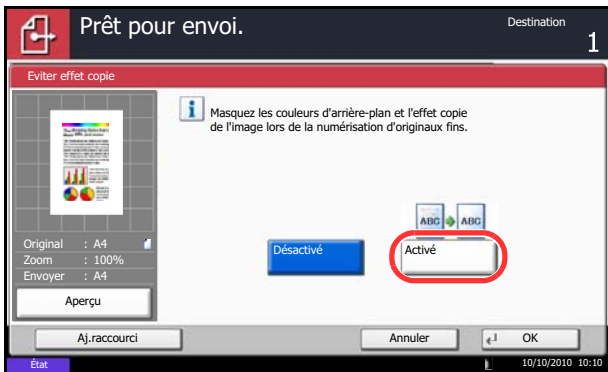 Prêt pour envoi.
Destination
1
Eviter effet copie
Masquez les couleurs d'arrière-plan et l'effet copie
de l'image lors de la numérisation d'originaux fins.
ABC ABC
Désactivé
Activé
Original : A4
Zoom : 100%
Envoyer : A4
Aperçu
Aj.raccourci
Annuler
OK
État
10/10/2010 10:10